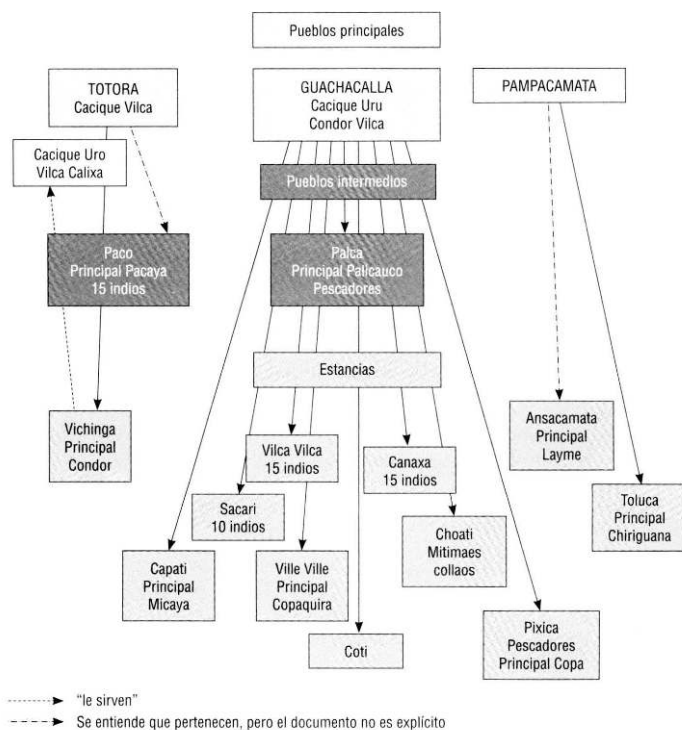 Pueblos principales
TOTORA
Cacique Vilca
GUACHACALLA
Cacique Uru
Condor Vilca
PAMPACAMATA
Cacique Uro
Vilca Calixa
Pueblos intermedios
Paco
Principal Pacaya
15 indios
Palca
Principal Palicauco
Pescadores
Estancias
Vichinga
Principal
Condor
Vilca Vilca
15 indios
Canaxa
15 indios
Ansacamata
Principal
Layme
Sacari
10 indios
Toluca
Principal
Chiriguana
Choati
Mitimaes
collaos
Capati
Principal
Micaya
Ville Ville
Principal
Copaquira
Coti
Pixica
Pescadores
Principal Copa
"le sirven"
Se entiende que pertenecen, pero el documento no es explícito